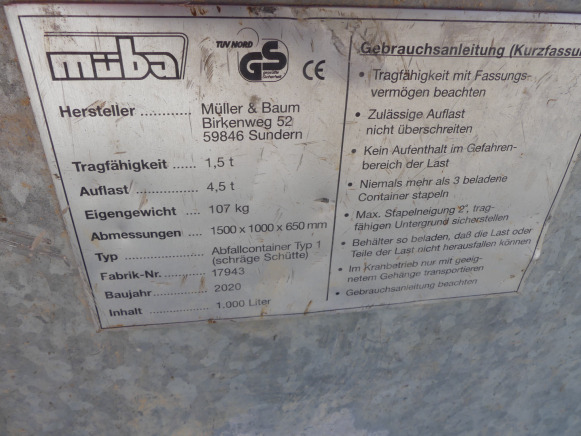 müba
TÜV NORD
GS
geprüfte
Sicherheit
CE
Hersteller ............ Müller & Baum
Birkenweg 52
59846 Sundern
Tragfähigkeit ...... 1,5 t
Auflast ................ 4,5 t
Eigengewicht ...... 107 kg
Abmessungen ..... 1500 x 1000 x 650 mm
Typ .................... Abfallcontainer Typ 1
(schräge Schütte)
Fabrik-Nr. ........... 17943
Baujahr ............... 2020
Inhalt .................. 1.000 Liter
Gebrauchsanleitung (Kurzfassu
• Tragfähigkeit mit Fassungs-
vermögen beachten
• Zulässige Auflast
nicht überschreiten
• Kein Aufenthalt im Gefahren-
bereich der Last
• Niemals mehr als 3 beladene
Container stapeln
• Max. Stapelneigung 2°, trag-
fähigen Untergrund sicherstellen
• Behälter so beladen, daß die Last oder
Teile der Last nicht herausfallen können
• Im Kranbetrieb nur mit geeig-
netem Gehänge transportieren
• Gebrauchsanleitung beachten